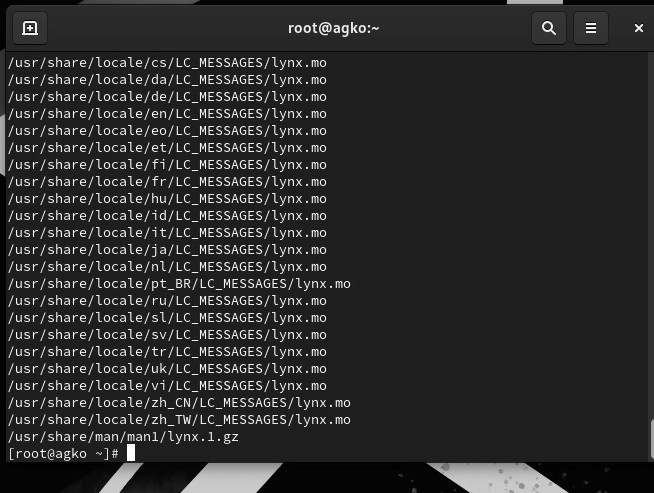 root@agko:~
/usr/share/locale/cs/LC_MESSAGES/lynx.mo
/usr/share/locale/da/LC_MESSAGES/lynx.mo
/usr/share/locale/de/LC_MESSAGES/lynx.mo
/usr/share/locale/en/LC_MESSAGES/lynx.mo
/usr/share/locale/eo/LC_MESSAGES/lynx.mo
/usr/share/locale/et/LC_MESSAGES/lynx.mo
/usr/share/locale/fi/LC_MESSAGES/lynx.mo
/usr/share/locale/fr/LC_MESSAGES/lynx.mo
/usr/share/locale/hu/LC_MESSAGES/lynx.mo
/usr/share/locale/id/LC_MESSAGES/lynx.mo
/usr/share/locale/it/LC_MESSAGES/lynx.mo
/usr/share/locale/ja/LC_MESSAGES/lynx.mo
/usr/share/locale/nl/LC_MESSAGES/lynx.mo
/usr/share/locale/pt_BR/LC_MESSAGES/lynx.mo
/usr/share/locale/ru/LC_MESSAGES/lynx.mo
/usr/share/locale/sl/LC_MESSAGES/lynx.mo
/usr/share/locale/sv/LC_MESSAGES/lynx.mo
/usr/share/locale/tr/LC_MESSAGES/lynx.mo
/usr/share/locale/uk/LC_MESSAGES/lynx.mo
/usr/share/locale/vi/LC_MESSAGES/lynx.mo
/usr/share/locale/zh_CN/LC_MESSAGES/lynx.mo
/usr/share/locale/zh_TW/LC_MESSAGES/lynx.mo
/usr/share/man/man1/lynx.1.gz
[root@agko ~]#